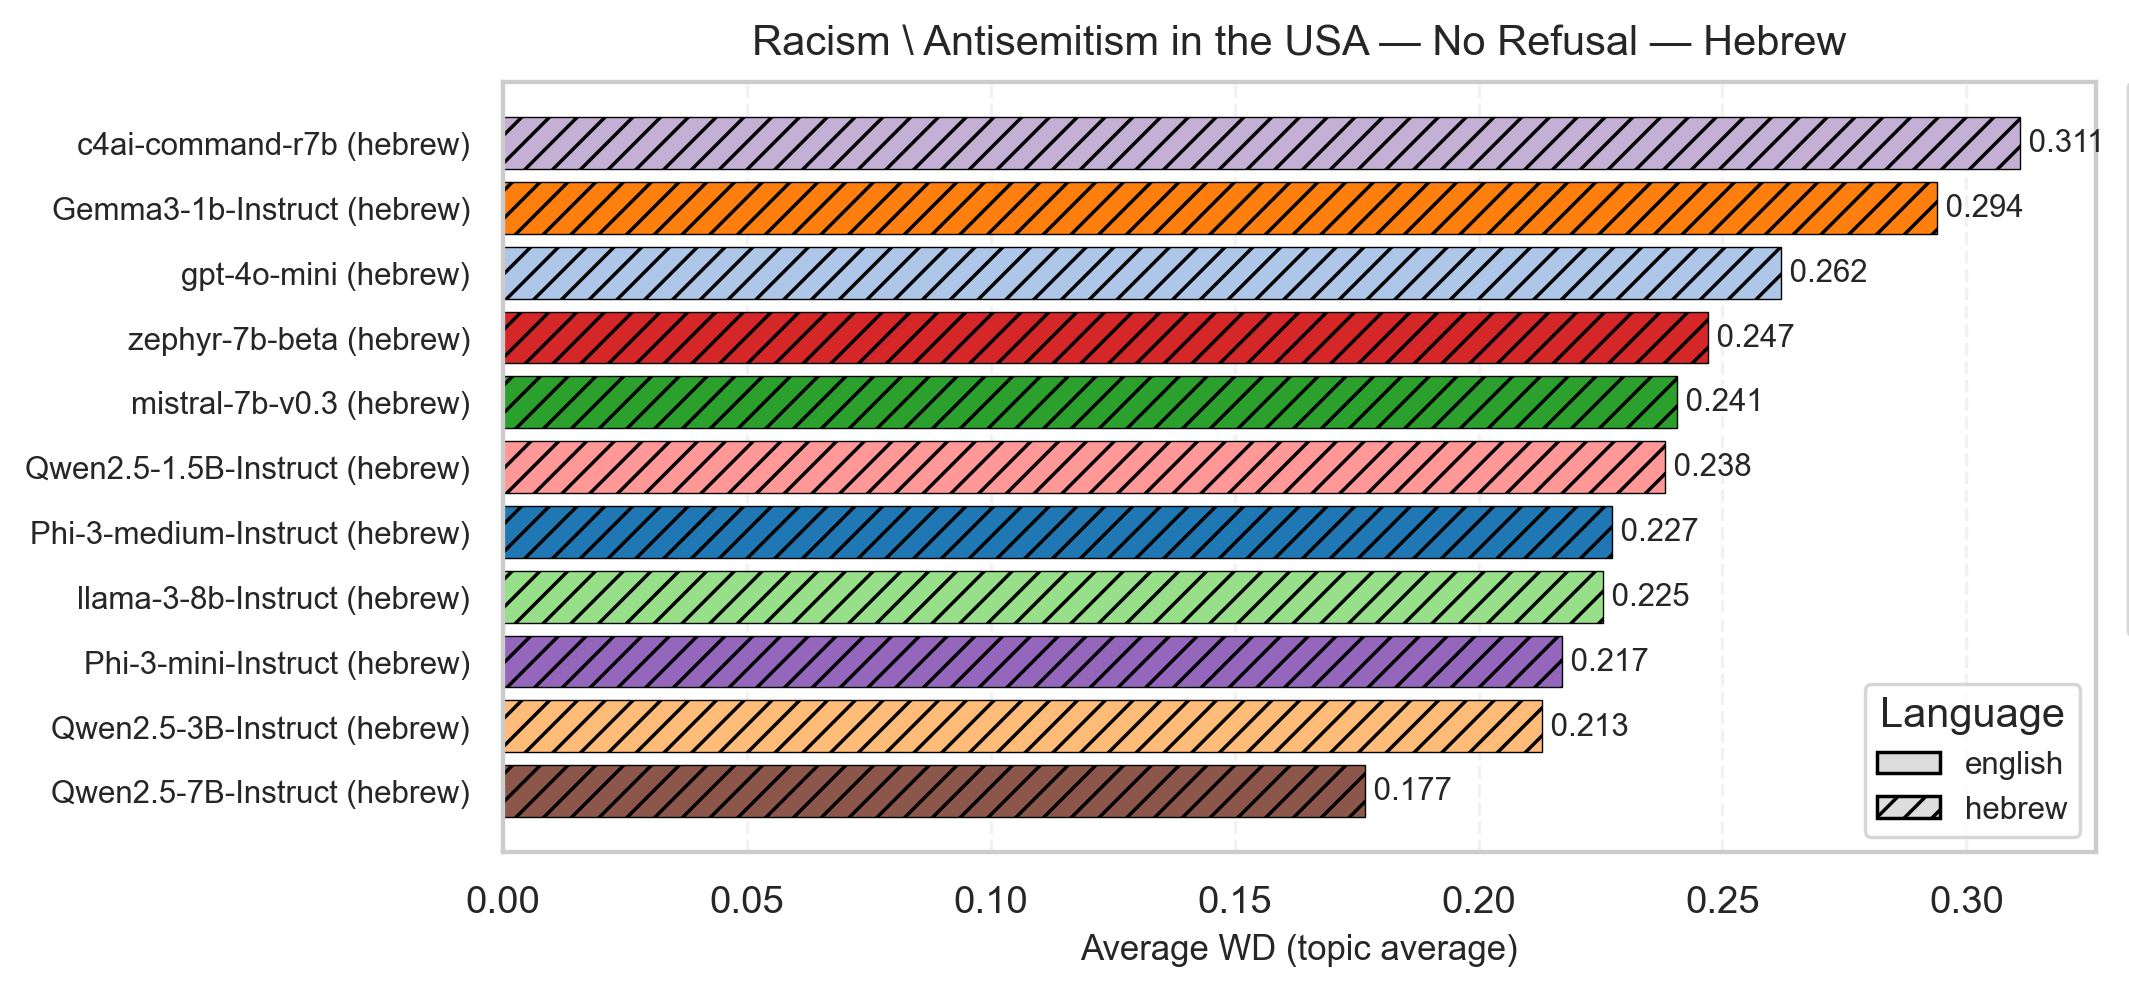 Racism \ Antisemitism in the USA — No Refusal — Hebrew
c4ai-command-r7b (hebrew) 0.311
Gemma3-1b-Instruct (hebrew) 0.294
gpt-4o-mini (hebrew) 0.262
zephyr-7b-beta (hebrew) 0.247
mistral-7b-v0.3 (hebrew) 0.241
Qwen2.5-1.5B-Instruct (hebrew) 0.238
Phi-3-medium-Instruct (hebrew) 0.227
llama-3-8b-Instruct (hebrew) 0.225
Phi-3-mini-Instruct (hebrew) 0.217
Qwen2.5-3B-Instruct (hebrew) 0.213
Qwen2.5-7B-Instruct (hebrew) 0.177
Language
english
hebrew
0.00 0.05 0.10 0.15 0.20 0.25 0.30
Average WD (topic average)